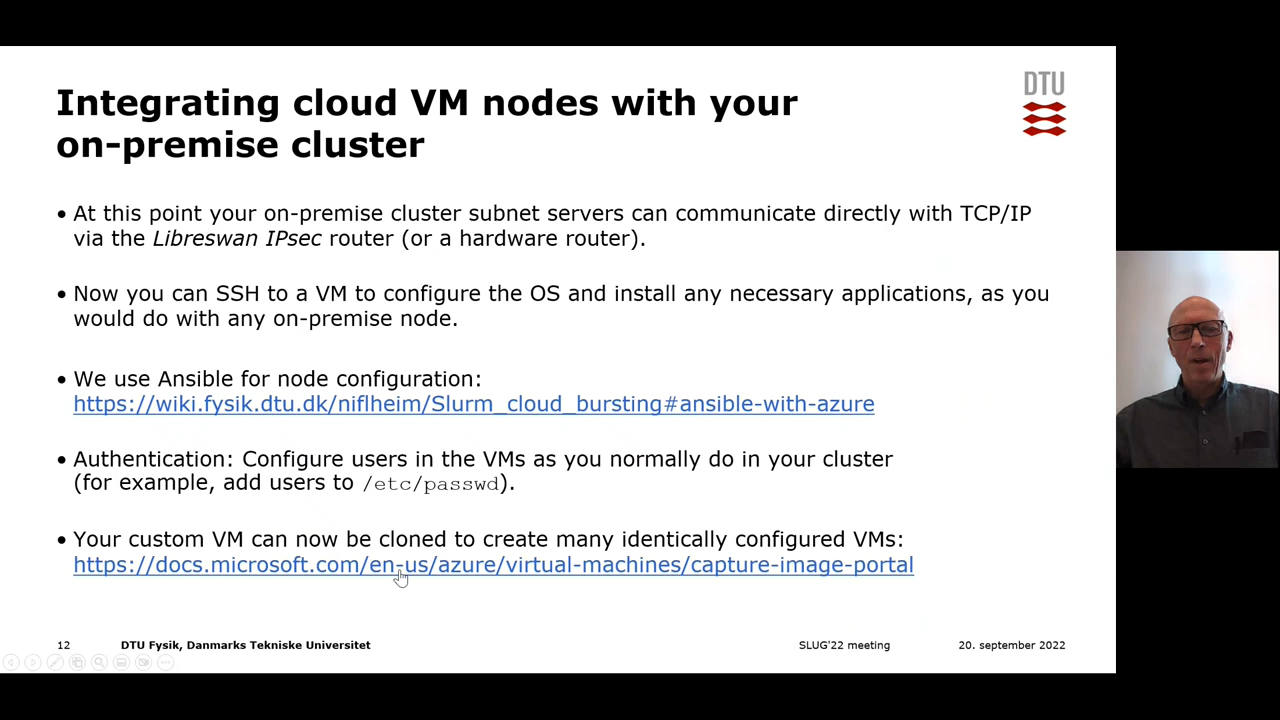 Integrating cloud VM nodes with your
on-premise cluster
DTU
• At this point your on-premise cluster subnet servers can communicate directly with TCP/IP
via the Libreswan IPsec router (or a hardware router).
• Now you can SSH to a VM to configure the OS and install any necessary applications, as you
would do with any on-premise node.
• We use Ansible for node configuration:
https://wiki.fysik.dtu.dk/niflheim/Slurm_cloud_bursting#ansible-with-azure
• Authentication: Configure users in the VMs as you normally do in your cluster
(for example, add users to /etc/passwd).
• Your custom VM can now be cloned to create many identically configured VMs:
https://docs.microsoft.com/en-us/azure/virtual-machines/capture-image-portal
12 DTU Fysik, Danmarks Tekniske Universitet SLUG'22 meeting 20. september 2022